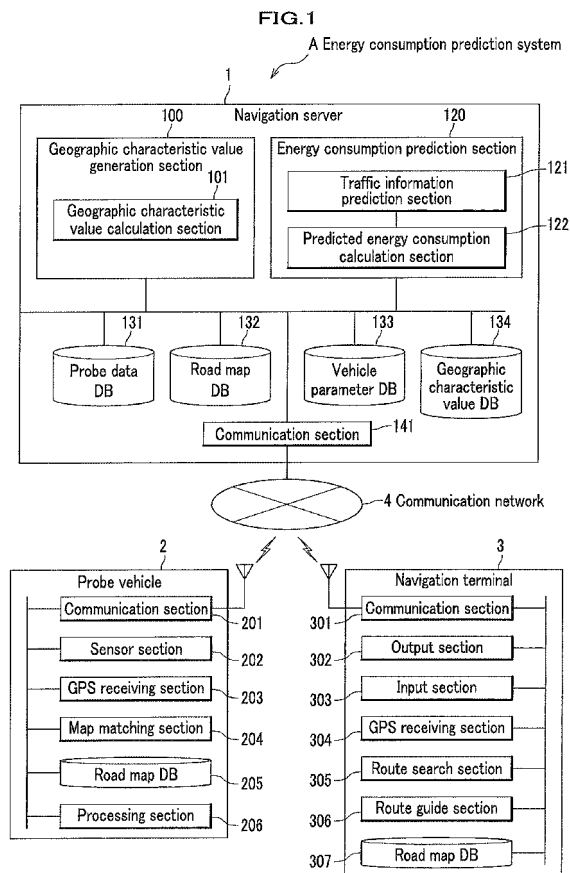 FIG.1
A Energy consumption prediction system
1
Navigation server
100
Geographic characteristic value
generation section
101
Geographic characteristic
value calculation section
120
Energy consumption prediction section
Traffic information
prediction section
121
Predicted energy consumption
calculation section
122
131
Probe data
DB
132
Road map
DB
133
Vehicle
parameter DB
134
Geographic
characteristic
value DB
Communication section
141
4 Communication network
2
Probe vehicle
Communication section
201
Sensor section
202
GPS receiving section
203
Map matching section
204
Road map DB
205
Processing section
206
3
Navigation terminal
301
Communication section
302
Output section
303
Input section
304
GPS receiving section
305
Route search section
306
Route guide section
307
Road map DB